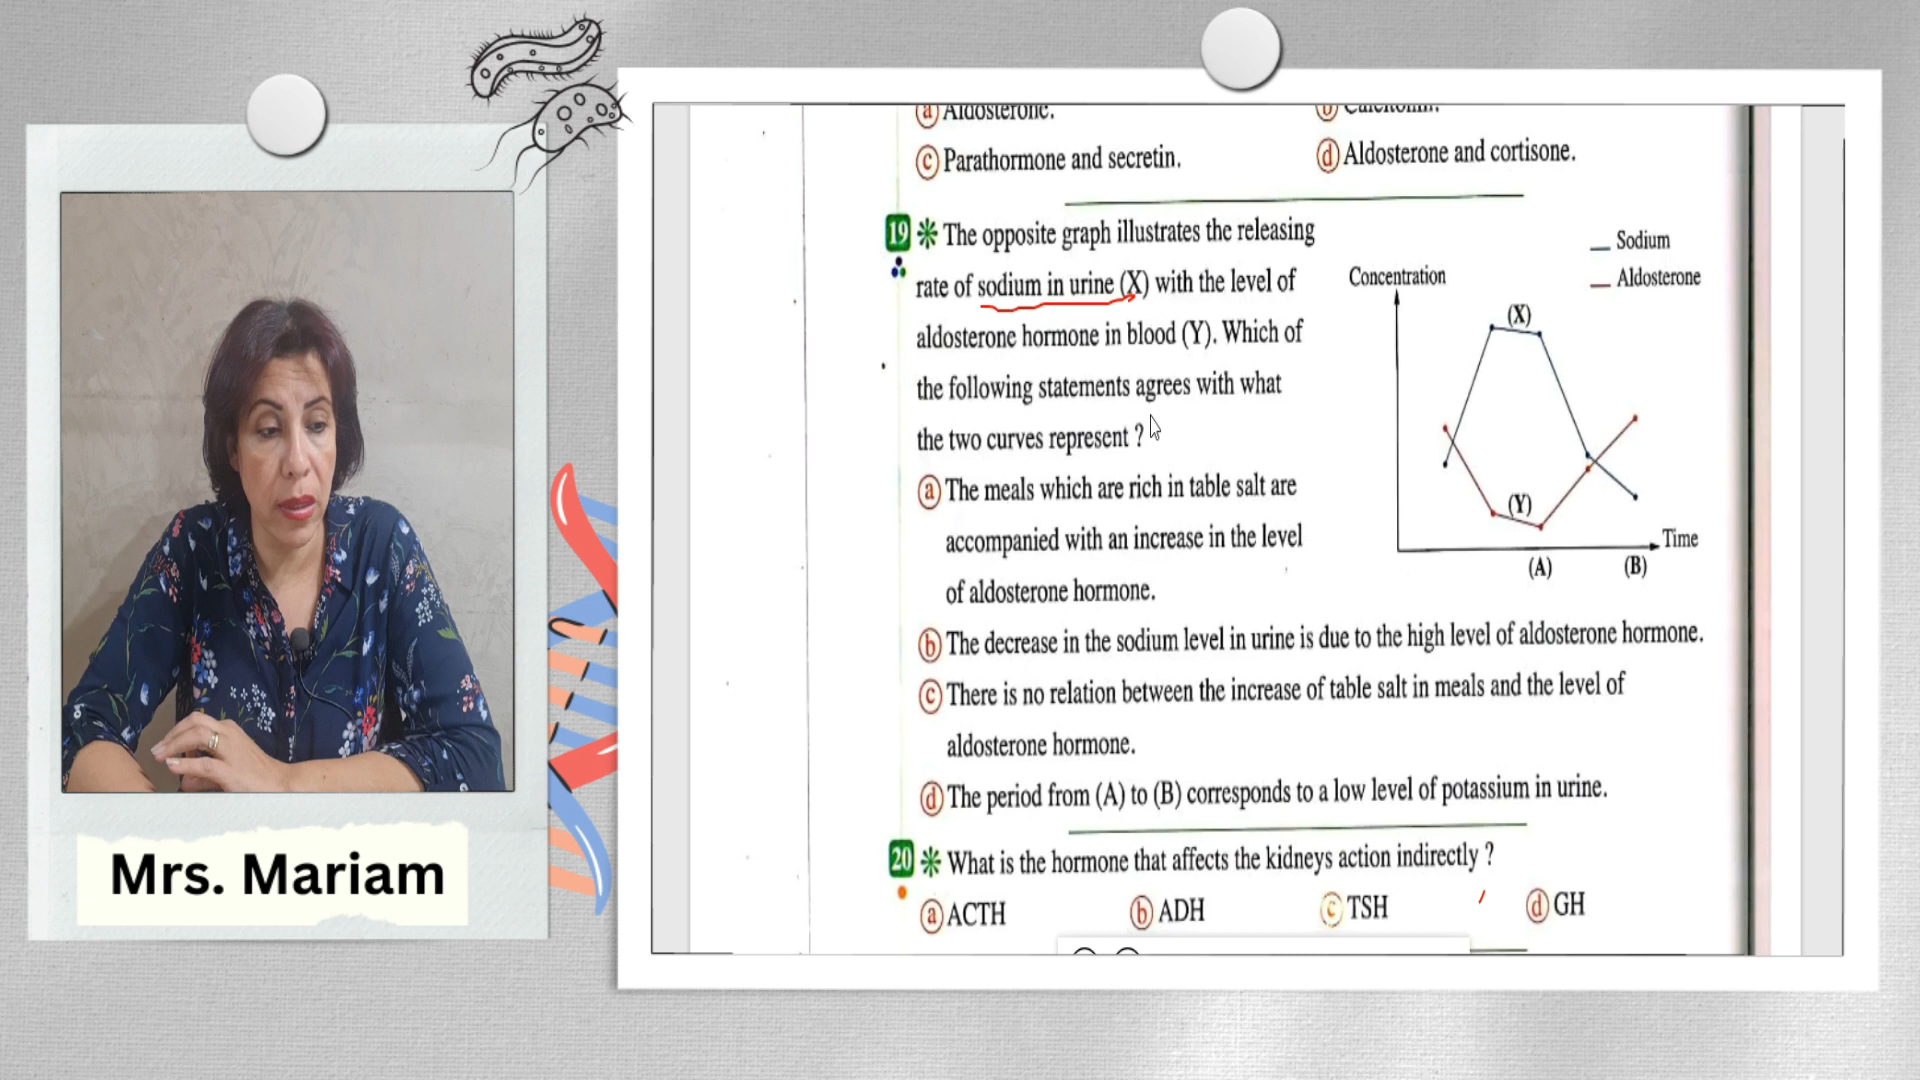 ⓐ Aldosterone.
ⓑ Calcitonin.
ⓒ Parathormone and secretin.
ⓓ Aldosterone and cortisone.
19 The opposite graph illustrates the releasing
rate of sodium in urine (X) with the level of
aldosterone hormone in blood (Y). Which of
the following statements agrees with what
the two curves represent ?
Sodium
Aldosterone
Concentration
(X)
(Y)
Time
(A)
(B)
ⓐ The meals which are rich in table salt are
accompanied with an increase in the level
of aldosterone hormone.
ⓑ The decrease in the sodium level in urine is due to the high level of aldosterone hormone.
ⓒ There is no relation between the increase of table salt in meals and the level of
aldosterone hormone.
ⓓ The period from (A) to (B) corresponds to a low level of potassium in urine.
20 What is the hormone that affects the kidneys action indirectly ?
ⓐ ACTH
ⓑ ADH
ⓒ TSH
ⓓ GH
Mrs. Mariam